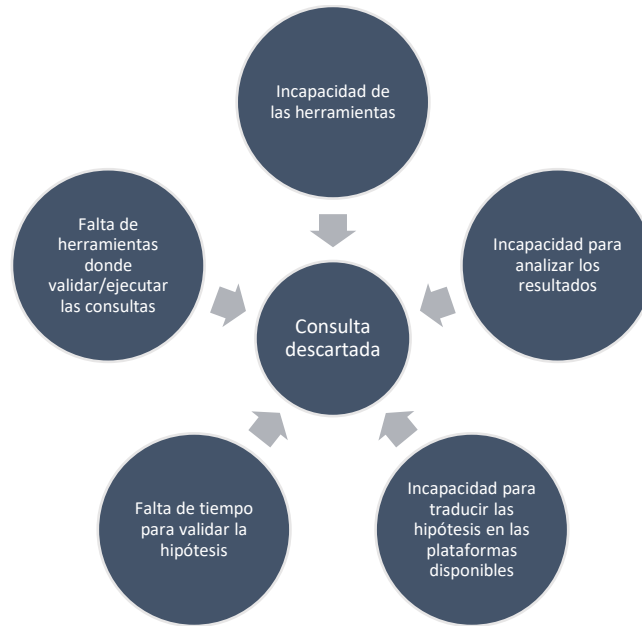 Incapacidad de
las herramientas
Falta de
herramientas
donde
validar/ejecutar
las consultas
Incapacidad para
analizar los
resultados
Consulta
descartada
Falta de tiempo
para validar la
hipótesis
Incapacidad para
traducir las
hipótesis en las
plataformas
disponibles